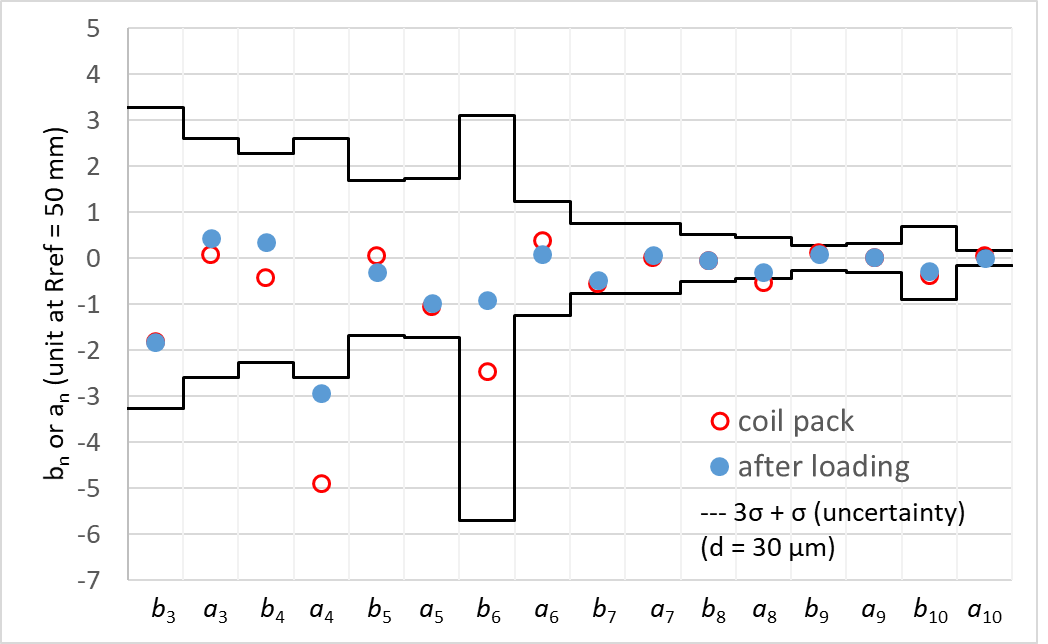 5
4
3
2
1
0
-1
-2
-3
-4
-5
-6
-7
bn or an (unit at Rref = 50 mm)
coil pack
after loading
--- 3σ + σ (uncertainty)
(d = 30 μm)
b3 a3 b4 a4 b5 a5 b6 a6 b7 a7 b8 a8 b9 a9 b10 a10